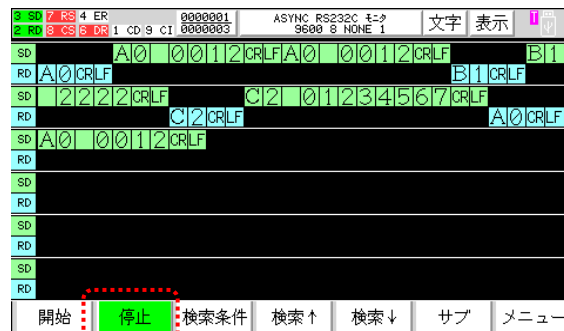 3 SD 7 RS 4 ER 0000001 ASYNC RS232C ﾓﾆﾀ 文字 表示 T
2 RD 8 CS 6 DR 1 CD 9 CI 0000003 9600 8 NONE 1
SD A0 0012CRLFA0 0012CRLF B1
RD A0CRLF B1CRLF
SD 2222CRLF C2 01234567CRLF
RD C2CRLF A0CRLF
SD A0 0012CRLF
RD
SD
RD
SD
RD
SD
RD
開始 停止 検索条件 検索↑ 検索↓ サブ メニュー